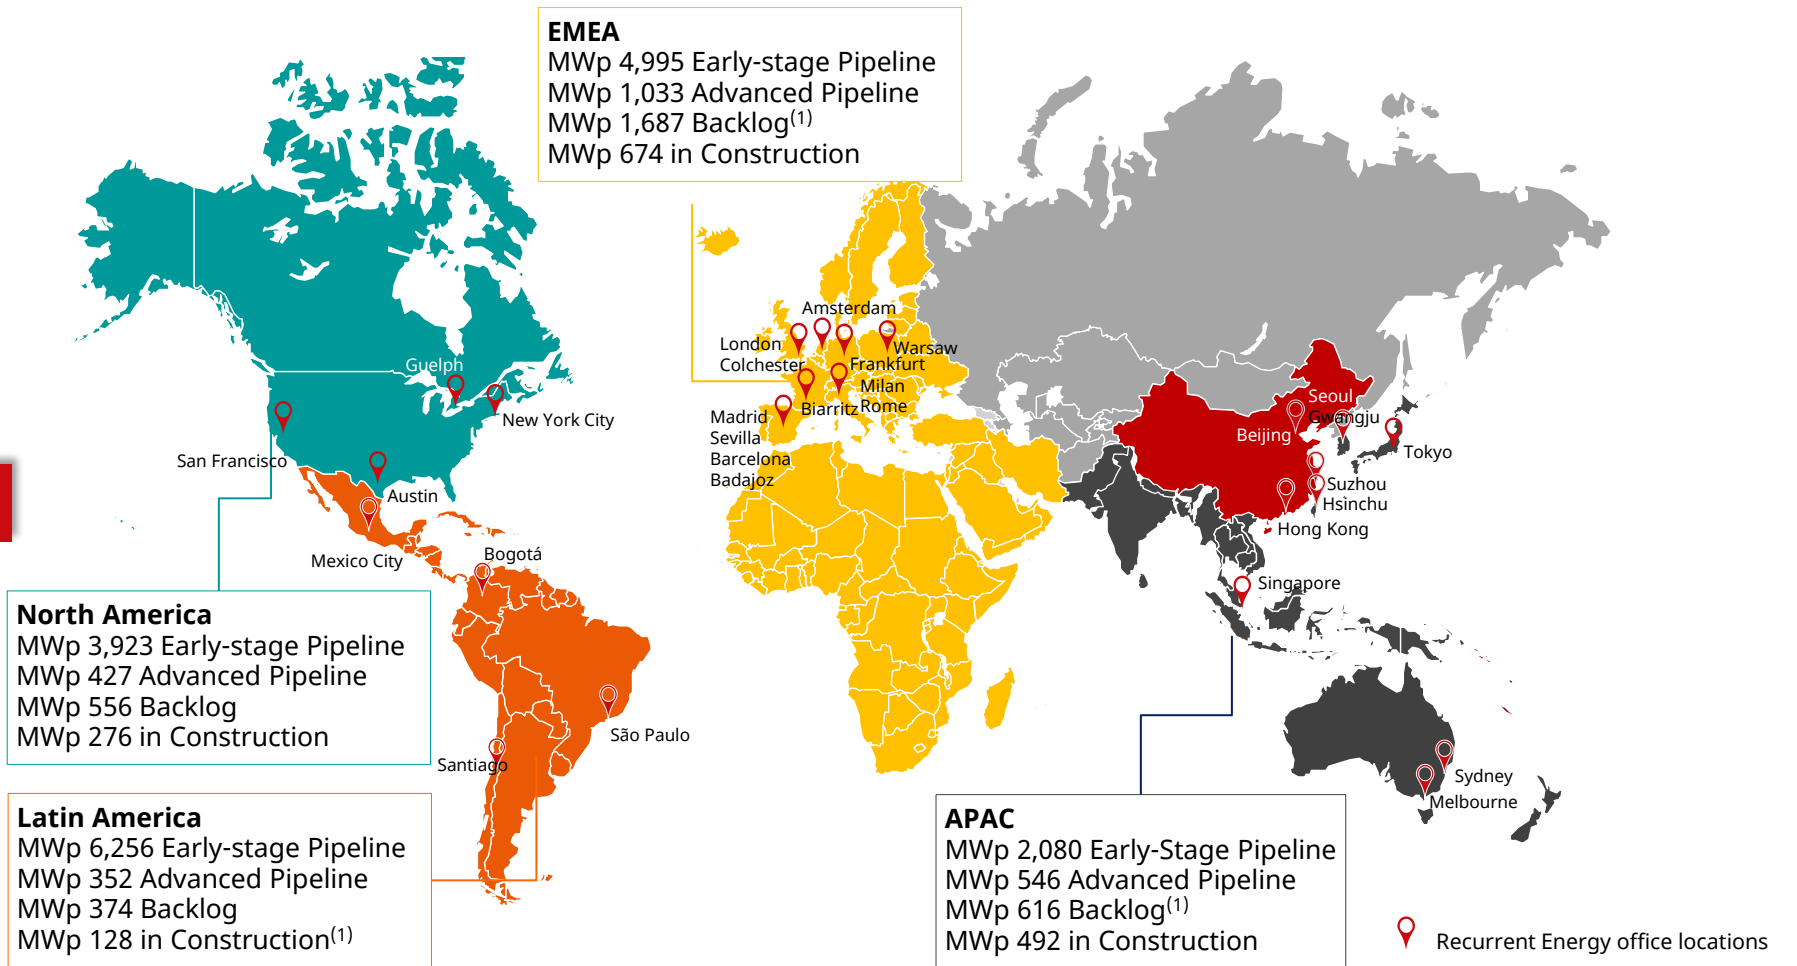 EMEA
MWp 4,995 Early-stage Pipeline
MWp 1,033 Advanced Pipeline
MWp 1,687 Backlog(1)
MWp 674 in Construction
Amsterdam
London
Colchester
Warsaw
Frankfurt
Milan
Rome
Biarritz
Madrid
Sevilla
Barcelona
Badajoz
Guelph
New York City
San Francisco
Austin
Mexico City
Bogotá
São Paulo
Santiago
Seoul
Gwangju
Beijing
Tokyo
Suzhou
Hsinchu
Hong Kong
Singapore
Sydney
Melbourne
North America
MWp 3,923 Early-stage Pipeline
MWp 427 Advanced Pipeline
MWp 556 Backlog
MWp 276 in Construction
Latin America
MWp 6,256 Early-stage Pipeline
MWp 352 Advanced Pipeline
MWp 374 Backlog
MWp 128 in Construction(1)
APAC
MWp 2,080 Early-Stage Pipeline
MWp 546 Advanced Pipeline
MWp 616 Backlog(1)
MWp 492 in Construction
Recurrent Energy office locations